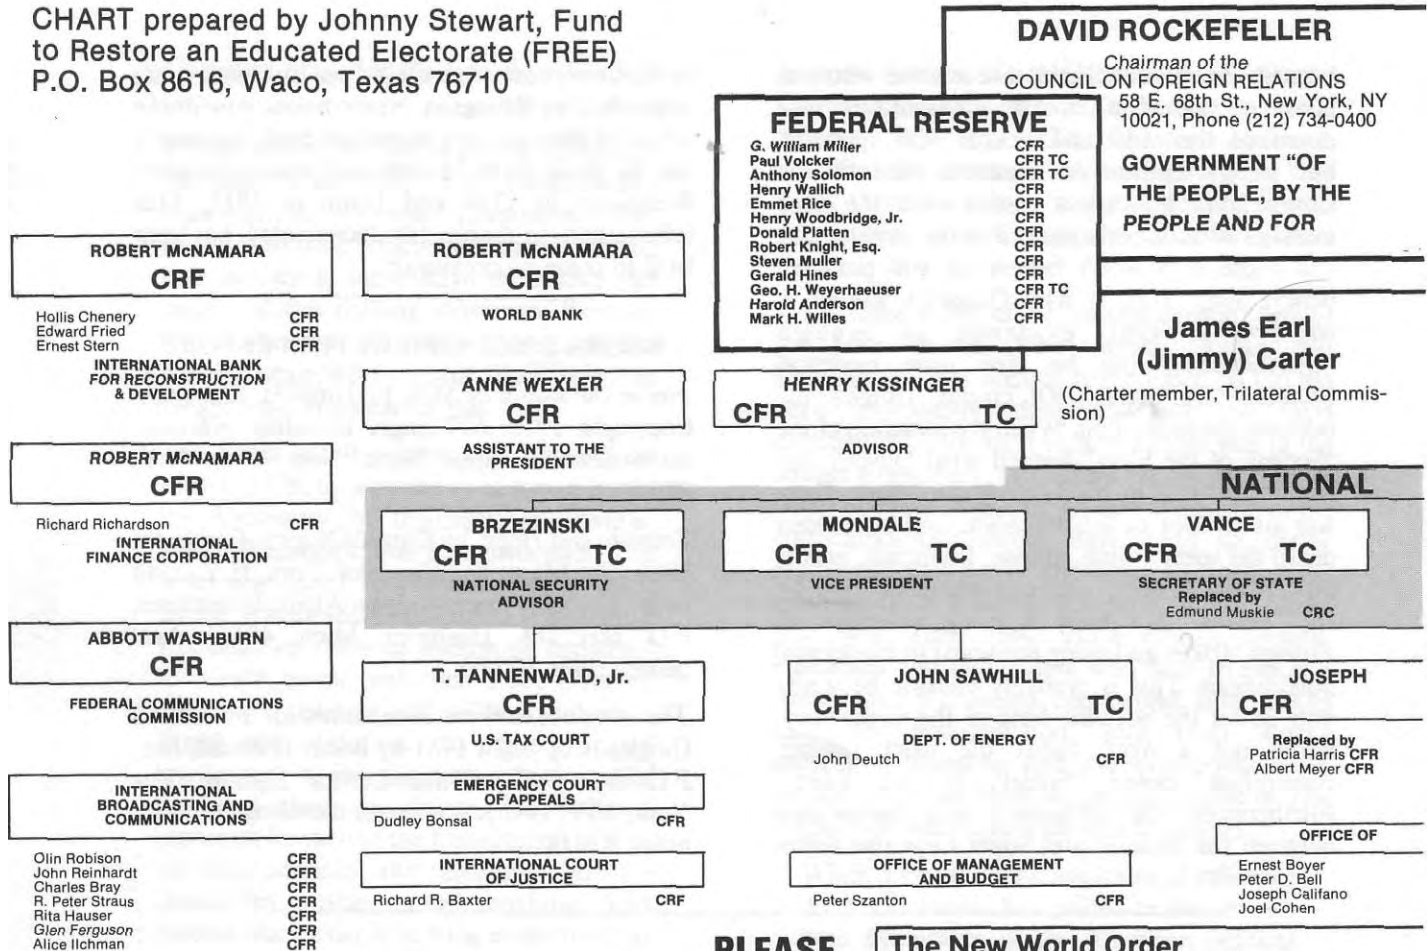 CHART prepared by Johnny Stewart, Fund
to Restore an Educated Electorate (FREE)
P.O. Box 8616, Waco, Texas 76710
DAVID ROCKEFELLER
Chairman of the
COUNCIL ON FOREIGN RELATIONS
58 E. 68th St., New York, NY
10021, Phone (212) 734-0400
GOVERNMENT “OF
THE PEOPLE, BY THE
PEOPLE AND FOR
FEDERAL RESERVE
G. William Miller CFR
Paul Volcker CFR TC
Anthony Solomon CFR TC
Henry Wallich CFR
Emmet Rice CFR
Henry Woodbridge, Jr. CFR
Donald Platten CFR
Robert Knight, Esq. CFR
Steven Muller CFR
Gerald Hines CFR
Geo. H. Weyerhaeuser CFR TC
Harold Anderson CFR
Mark H. Willes CFR
James Earl
(Jimmy) Carter
(Charter member, Trilateral Commis-
sion)
ROBERT McNAMARA
CRF
Hollis Chenery CFR
Edward Fried CFR
Ernest Stern CFR
INTERNATIONAL BANK
FOR RECONSTRUCTION
& DEVELOPMENT
ROBERT McNAMARA
CFR
WORLD BANK
ANNE WEXLER
CFR
ASSISTANT TO THE
PRESIDENT
HENRY KISSINGER
CFR TC
ADVISOR
ROBERT McNAMARA
CFR
Richard Richardson CFR
INTERNATIONAL
FINANCE CORPORATION
NATIONAL
BRZEZINSKI
CFR TC
NATIONAL SECURITY
ADVISOR
MONDALE
CFR TC
VICE PRESIDENT
VANCE
CFR TC
SECRETARY OF STATE
Replaced by
Edmund Muskie CRC
ABBOTT WASHBURN
CFR
FEDERAL COMMUNICATIONS
COMMISSION
T. TANNENWALD, Jr.
CFR
U.S. TAX COURT
JOHN SAWHILL
CFR TC
DEPT. OF ENERGY
John Deutch CFR
JOSEPH
CFR
Replaced by
Patricia Harris CFR
Albert Meyer CFR
INTERNATIONAL
BROADCASTING AND
COMMUNICATIONS
Olin Robison CFR
John Reinhardt CFR
Charles Bray CFR
R. Peter Straus CFR
Rita Hauser CFR
Glen Ferguson CFR
Alice Ilchman CFR
EMERGENCY COURT
OF APPEALS
Dudley Bonsal CFR
INTERNATIONAL COURT
OF JUSTICE
Richard R. Baxter CRF
OFFICE OF MANAGEMENT
AND BUDGET
Peter Szanton CFR
OFFICE OF
Ernest Boyer
Peter D. Bell
Joseph Califano
Joel Cohen
PLEASE
The New World Order